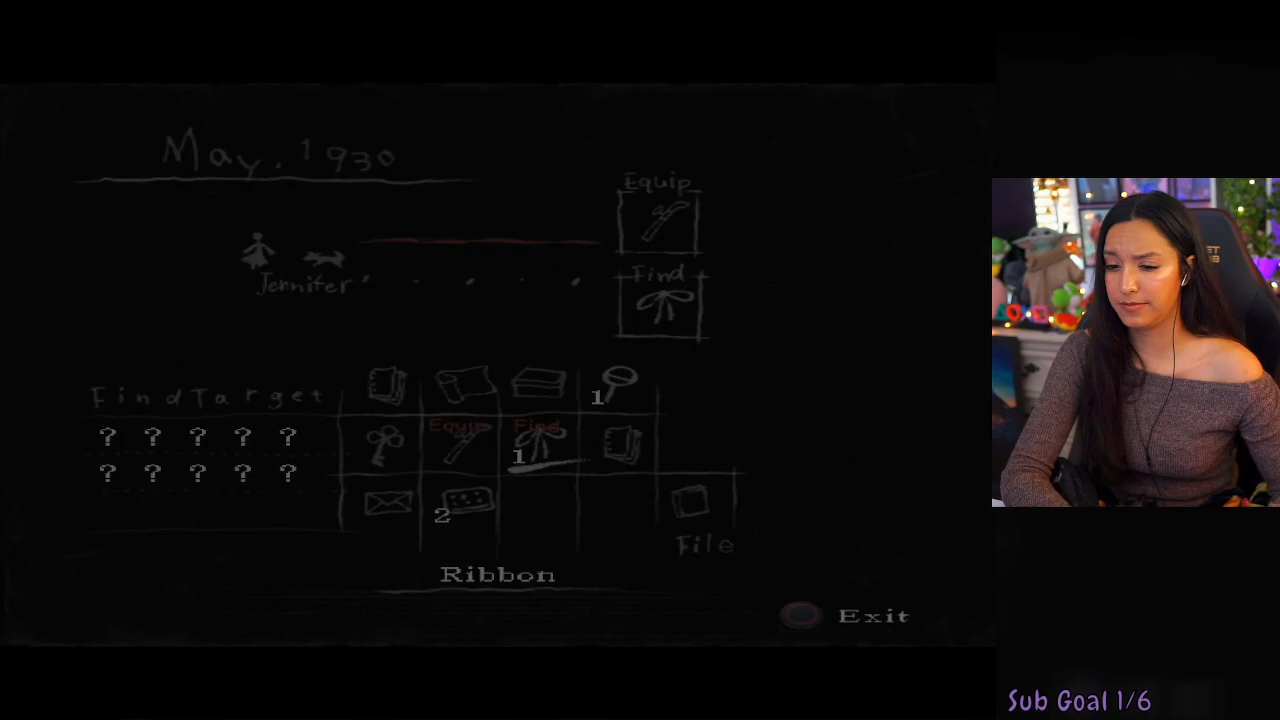 May. 1930
Equip
Jennifer
Find
FindTarget
1
? ? ? ? ?
Equip
Find
1
? ? ? ? ?
2
File
Ribbon
Exit
Sub Goal 1/6